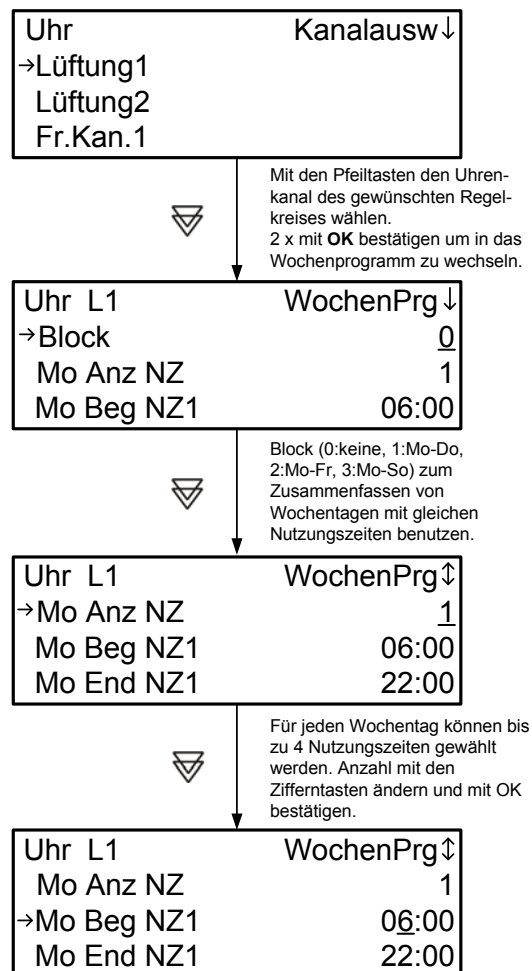 Uhr Kanalausw↓
→Lüftung1
Lüftung2
Fr.Kan.1
Mit den Pfeiltasten den Uhren-
kanal des gewünschten Regel-
kreises wählen.
2 x mit OK bestätigen um in das
Wochenprogramm zu wechseln.
Uhr L1 WochenPrg↓
→Block 0
Mo Anz NZ 1
Mo Beg NZ1 06:00
Block (0:keine, 1:Mo-Do,
2:Mo-Fr, 3:Mo-So) zum
Zusammenfassen von
Wochentagen mit gleichen
Nutzungszeiten benutzen.
Uhr L1 WochenPrg↕
→Mo Anz NZ 1
Mo Beg NZ1 06:00
Mo End NZ1 22:00
Für jeden Wochentag können bis
zu 4 Nutzungszeiten gewählt
werden. Anzahl mit den
Zifferntasten ändern und mit OK
bestätigen.
Uhr L1 WochenPrg↕
Mo Anz NZ 1
→Mo Beg NZ1 06:00
Mo End NZ1 22:00